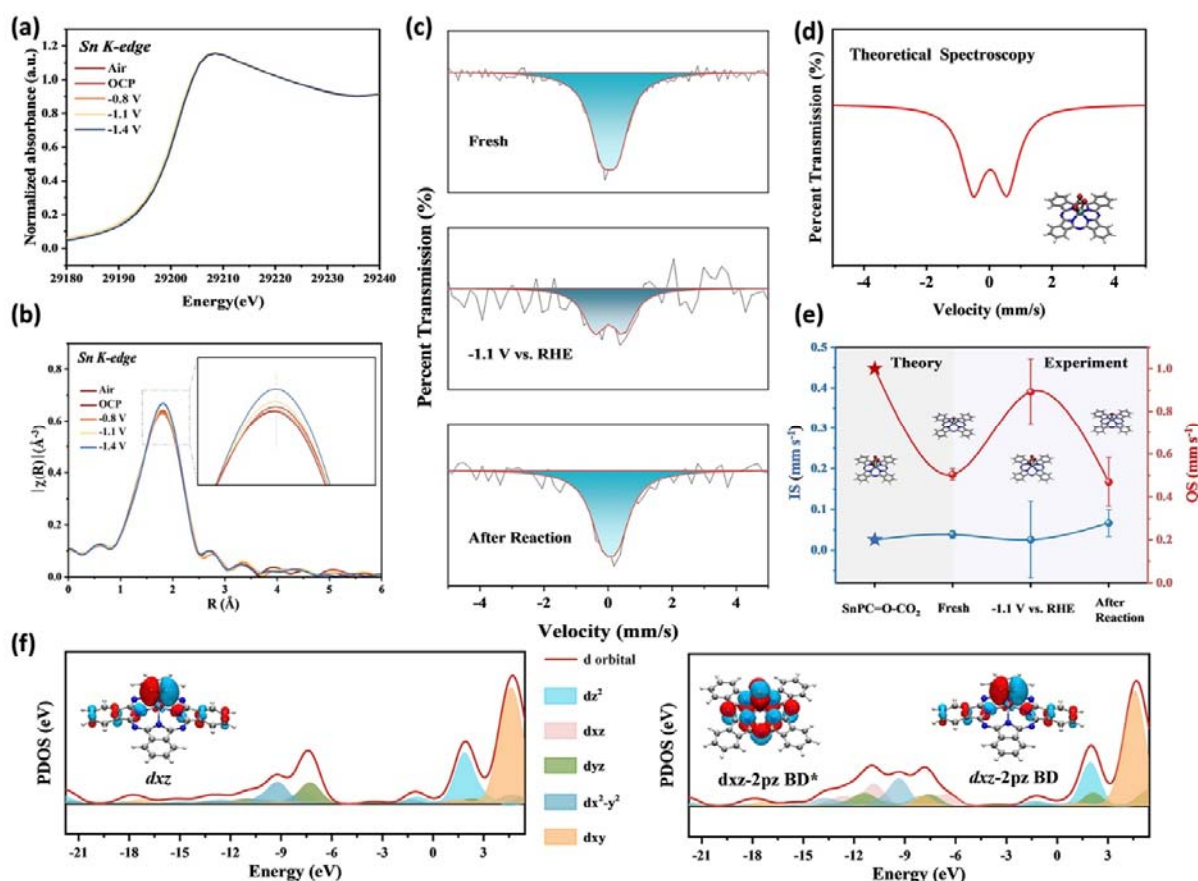 (a)
Sn K-edge
Air
OCP
-0.8 V
-1.1 V
-1.4 V
Normalized absorbance (a.u.)
1.2
1.0
0.8
0.6
0.4
0.2
0.0
29180 29190 29200 29210 29220 29230 29240
Energy(eV)
(b)
Sn K-edge
Air
OCP
-0.8 V
-1.1 V
-1.4 V
|χ(R)|(Å-3)
0.8
0.6
0.4
0.2
0.0
0 1 2 3 4 5 6
R (Å)
(c)
Percent Transmission (%)
Fresh
-1.1 V vs. RHE
After Reaction
-4 -2 0 2 4
Velocity (mm/s)
(d)
Theoretical Spectroscopy
Percent Transmission (%)
-4 -2 0 2 4
Velocity (mm/s)
(e)
Theory Experiment
IS (mm s-1)
0.5
0.4
0.3
0.2
0.1
0.0
QS (mm s-1)
1.0
0.8
0.6
0.4
0.2
0.0
SnPC=O-CO2 Fresh -1.1 V vs. RHE After
Reaction
(f)
PDOS (eV)
dxz
-21 -18 -15 -12 -9 -6 -3 0 3
Energy (eV)
d orbital
dz2
dxz
dyz
dx2-y2
dxy
PDOS (eV)
dxz-2pz BD* dxz-2pz BD
-21 -18 -15 -12 -9 -6 -3 0 3
Energy (eV)